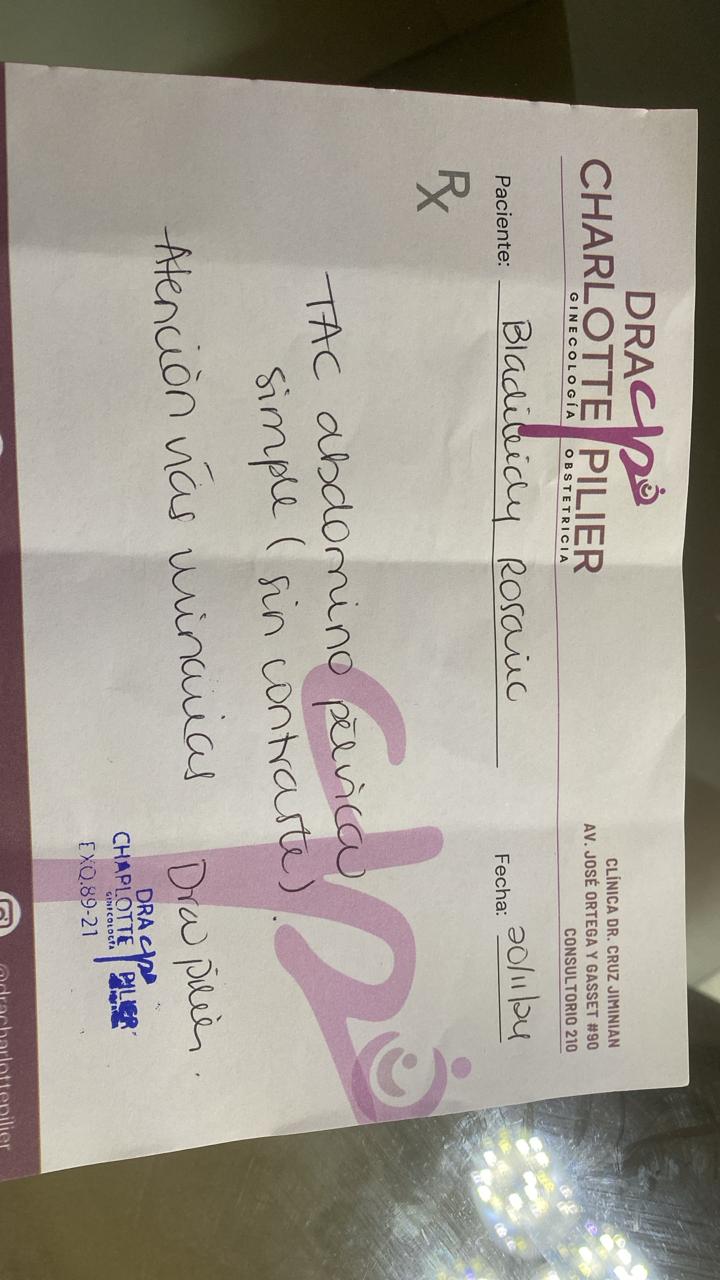 DRA CP
CHARLOTTE PILIER
GINECOLOGÍA OBSTETRICIA
CLÍNICA DR. CRUZ JIMINIAN
AV. JOSÉ ORTEGA Y GASSET #90
CONSULTORIO 210
Paciente: Bladileidy Rosario
Fecha: 20/11/24
Rx
-TAC abdomino pélvica
simple (sin contraste).
-Atención vías urinarias
Dra Pilier.
DRA CP
CHARLOTTE PILIER
GINECOLOGÍA
EXQ.89-21
@dracharlottepilier